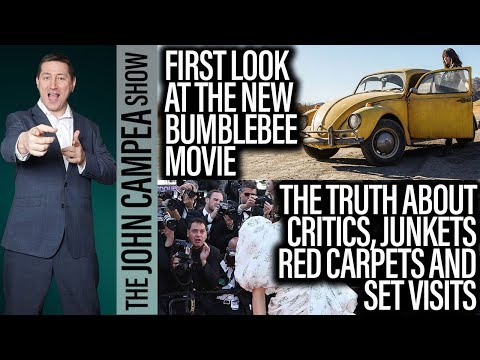 THE JOHN CAMPEA SHOW
FIRST LOOK
AT THE NEW
BUMBLEBEE
MOVIE
THE TRUTH ABOUT
CRITICS, JUNKETS
RED CARPETS AND
SET VISITS